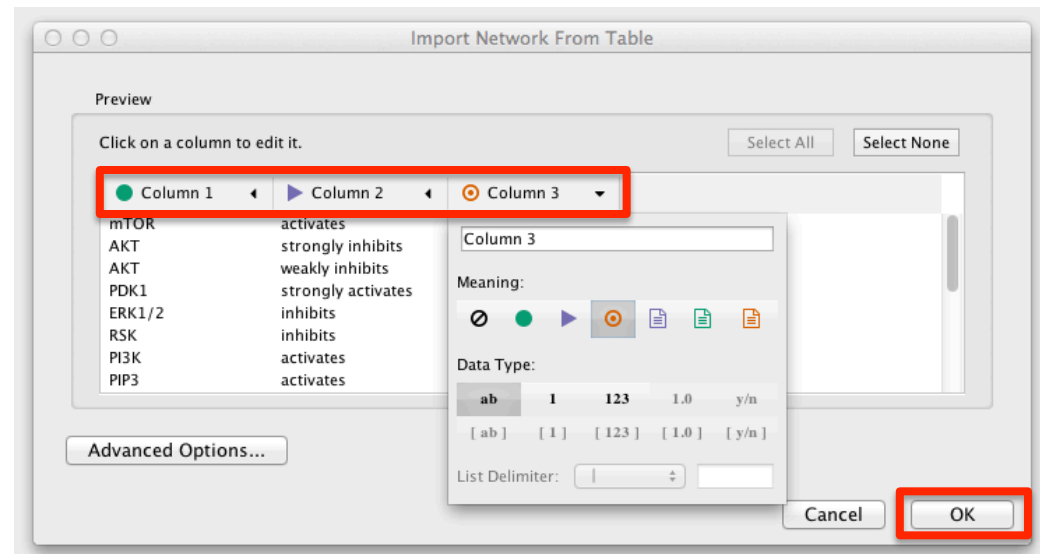 Import Network From Table
Preview
Click on a column to edit it.
Select All
Select None
Column 1
Column 2
Column 3
mTOR activates
AKT strongly inhibits
AKT weakly inhibits
PDK1 strongly activates
ERK1/2 inhibits
RSK inhibits
PI3K activates
PIP3 activates
Column 3
Meaning:
Data Type:
ab 1 123 1.0 y/n
[ ab ] [ 1 ] [ 123 ] [ 1.0 ] [ y/n ]
List Delimiter: |
Advanced Options...
Cancel
OK